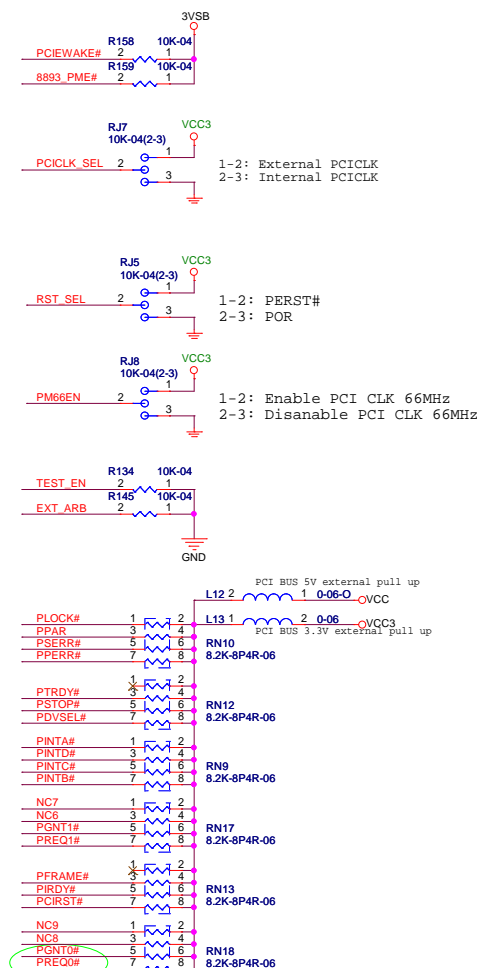 3VSB
R158 10K-04
PCIEWAKE# 2 1
R159 10K-04
8893_PME# 2 1
RJ7 VCC3
10K-04(2-3)
1
PCICLK_SEL 2 1-2: External PCICLK
3 2-3: Internal PCICLK
RJ5 VCC3
10K-04(2-3)
1
RST_SEL 2 1-2: PERST#
3 2-3: POR
RJ8 VCC3
10K-04(2-3)
1
PM66EN 2 1-2: Enable PCI CLK 66MHz
3 2-3: Disanable PCI CLK 66MHz
R134 10K-04
TEST_EN 2 1
R145 10K-04
EXT_ARB 2 1
GND
PCI BUS 5V external pull up
L12 2 1 0-06-O VCC
PLOCK# 1 2 L13 1 2 0-06 VCC3
PCI BUS 3.3V external pull up
PPAR 3 4
PSERR# 5 6 RN10
PPERR# 7 8 8.2K-8P4R-06
1 2
PTRDY# 3 4
PSTOP# 5 6 RN12
PDVSEL# 7 8 8.2K-8P4R-06
PINTA# 1 2
PINTD# 3 4
PINTC# 5 6 RN9
PINTB# 7 8 8.2K-8P4R-06
NC7 1 2
NC6 3 4
PGNT1# 5 6 RN17
PREQ1# 7 8 8.2K-8P4R-06
1 2
PFRAME# 3 4
PIRDY# 5 6 RN13
PCIRST# 7 8 8.2K-8P4R-06
NC9 1 2
NC8 3 4
PGNT0# 5 6 RN18
PREQ0# 7 8 8.2K-8P4R-06